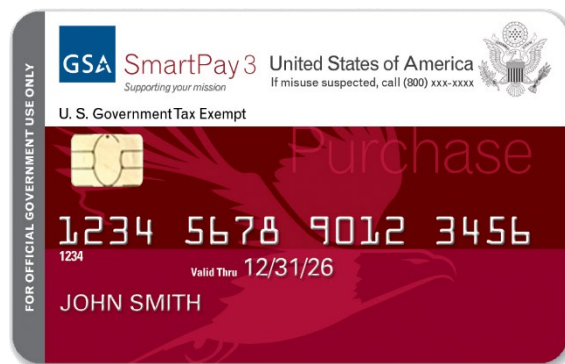 GSA SmartPay 3
Supporting your mission
United States of America
If misuse suspected, call (800) xxx-xxxx
U. S. Government Tax Exempt
Purchase
FOR OFFICIAL GOVERNMENT USE ONLY
1234 5678 9012 3456
1234
Valid Thru 12/31/26
JOHN SMITH